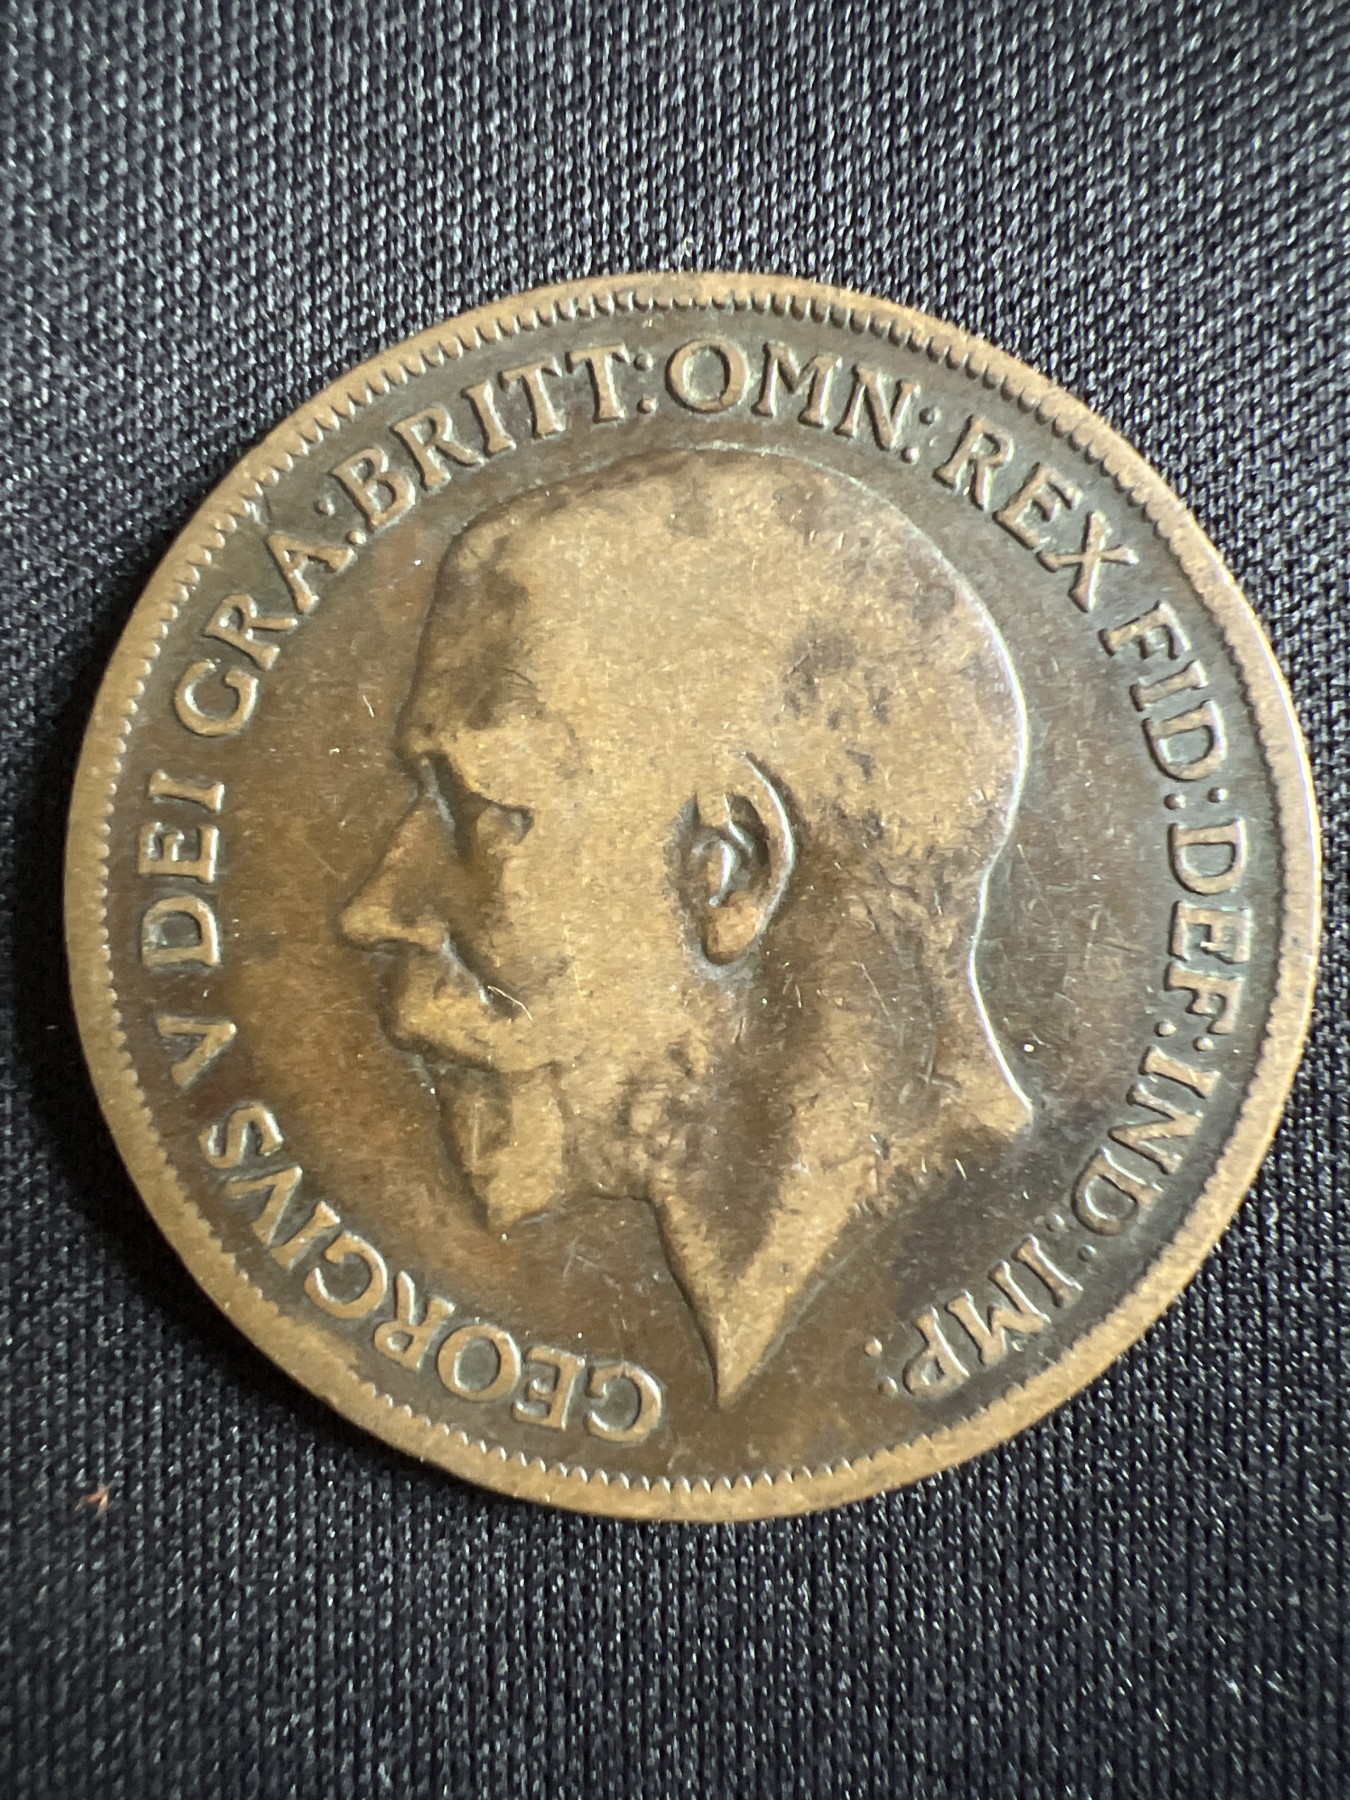 GEORGIVS V DEI GRA:BRITT:OMN:REX FID:DEF:IND:IMP: